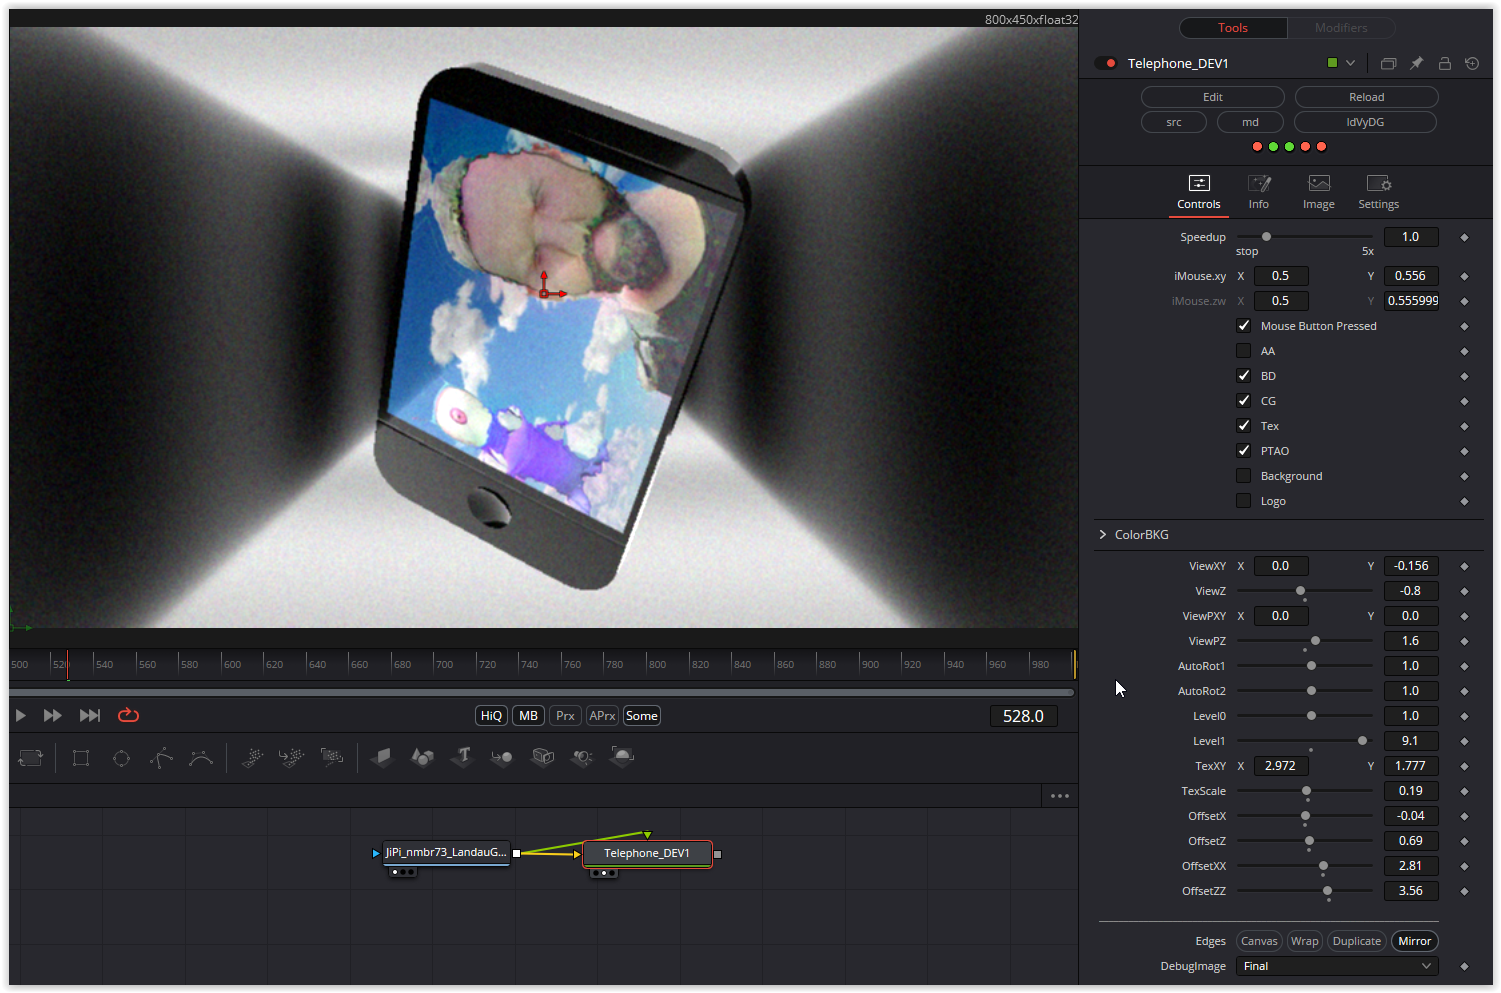 800x450xfloat32
Tools Modifiers
Telephone_DEV1
Edit Reload
src md ldVyDG
Controls Info Image Settings
Speedup 1.0
stop 5x
iMouse.xy X 0.5 Y 0.556
iMouse.zw X 0.5 Y 0.555999
Mouse Button Pressed
AA
BD
CG
Tex
PTAO
Background
Logo
ColorBKG
ViewXY X 0.0 Y -0.156
ViewZ -0.8
ViewPXY X 0.0 Y 0.0
ViewPZ 1.6
AutoRot1 1.0
AutoRot2 1.0
Level0 1.0
Level1 9.1
TexXY X 2.972 Y 1.777
TexScale 0.19
OffsetX -0.04
OffsetZ 0.69
OffsetXX 2.81
OffsetZZ 3.56
Edges Canvas Wrap Duplicate Mirror
DebugImage Final
500 520 540 560 580 600 620 640 660 680 700 720 740 760 780 800 820 840 860 880 900 920 940 960 980
HiQ MB Prx APrx Some 528.0
JiPi_nmbr73_LandauG... Telephone_DEV1